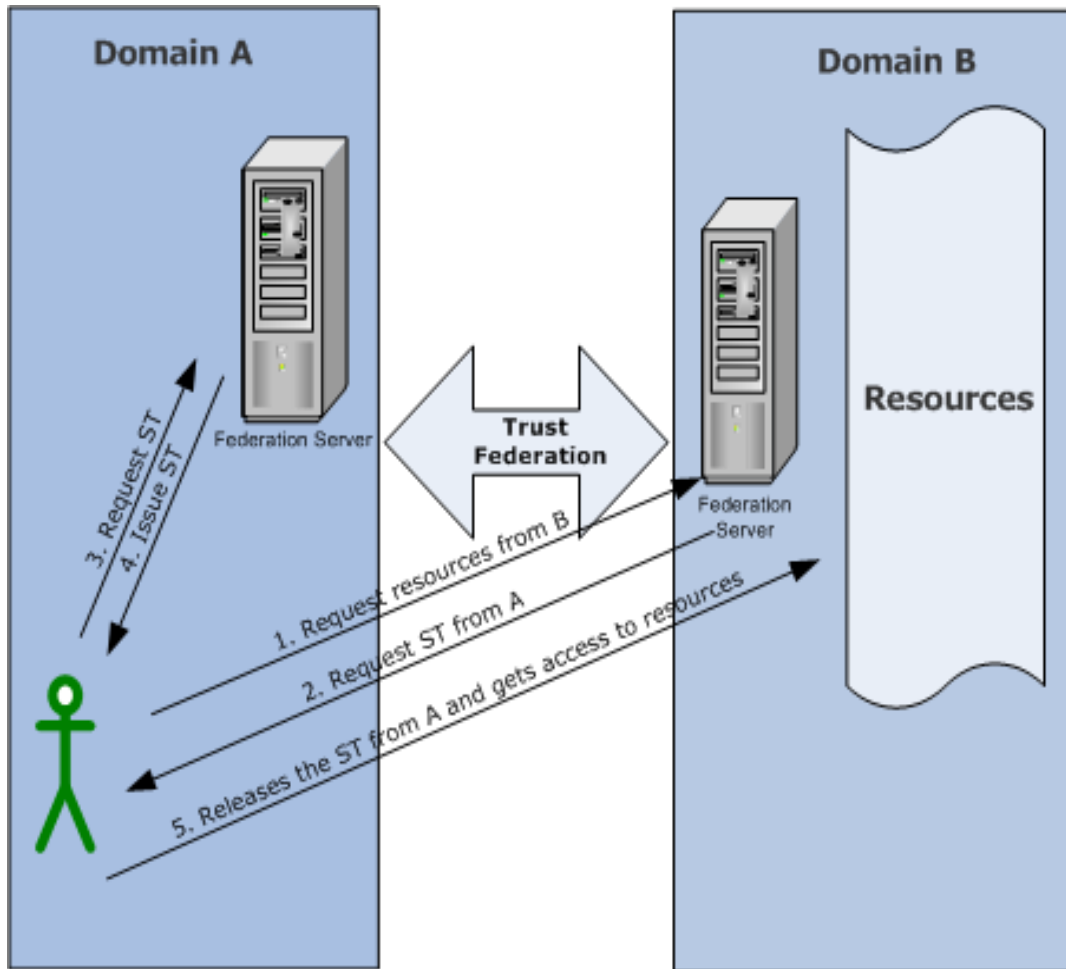 Domain A
Domain B
Federation Server
Trust
Federation
Federation
Server
Resources
1. Request resources from B
2. Request ST from A
3. Request ST
4. Issue ST
5. Releases the ST from A and gets access to resources